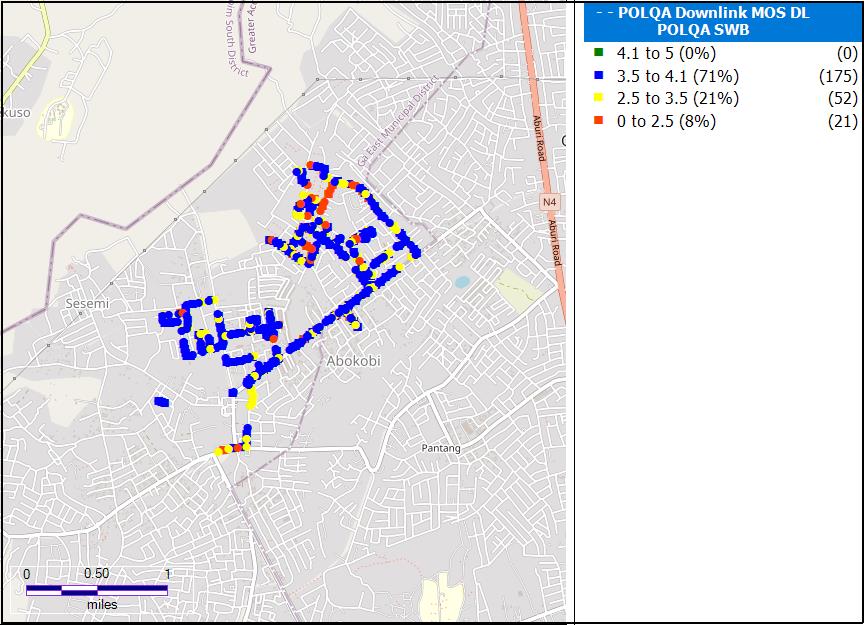 - - POLQA Downlink MOS DL
POLQA SWB
4.1 to 5 (0%) (0)
3.5 to 4.1 (71%) (175)
2.5 to 3.5 (21%) (52)
0 to 2.5 (8%) (21)
South District
Greater
Ga East Municipal District
kuso
Aburi Road
N4
Aburi Road
Sesemi
Abokobi
Pantang
0 0.50 1
miles